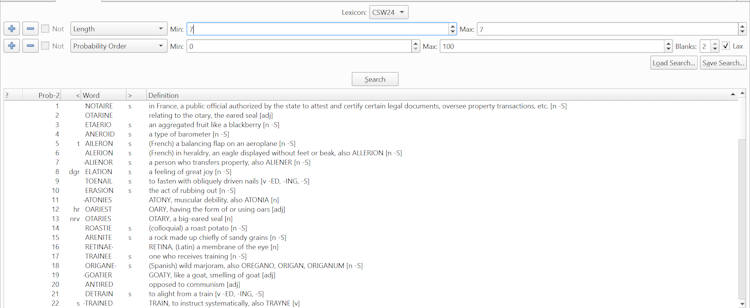 Lexicon: CSW24
Not Length Min: 7 Max: 7
Not Probability Order Min: 0 Max: 100 Blanks: 2 Lax
Load Search... Save Search...
Search
? Prob-2 < Word > Definition
1 NOTAIRE s in France, a public official authorized by the state to attest and certify certain legal documents, oversee property transactions, etc. [n -S]
2 OTARINE relating to the otary, the eared seal [adj]
3 ETAERIO s an aggregated fruit like a blackberry [n -S]
4 ANEROID s a type of barometer [n -S]
5 t AILERON s (French) a balancing flap on an aeroplane [n -S]
6 ALERION s (French) in heraldry, an eagle displayed without feet or beak, also ALLERION [n -S]
7 ·ALIENOR s a person who transfers property, also ALIENER [n -S]
8 dgr ELATION s a feeling of great joy [n -S]
9 TOENAIL s to fasten with obliquely driven nails [v -ED, -ING, -S]
10 ERASION s the act of rubbing out [n -S]
11 ·ATONIES ATONY, muscular debility, also ATONIA [n]
12 hr OARIEST OARY, having the form of or using oars [adj]
13 nrv OTARIES OTARY, a big-eared seal [n]
14 ROASTIE s (colloquial) a roast potato [n -S]
15 ARENITE s a rock made up chiefly of sandy grains [n -S]
16 RETINAE· RETINA, (Latin) a membrane of the eye [n]
17 TRAINEE s one who receives training [n -S]
18 ORIGANE· s (Spanish) wild marjoram, also OREGANO, ORIGAN, ORIGANUM [n -S]
19 ·GOATIER GOATY, like a goat, smelling of goat [adj]
20 ANTIRED opposed to communism [adj]
21 DETRAIN s to alight from a train [v -ED, -ING, -S]
22 s ·TRAINED TRAIN, to instruct systematically, also TRAYNE [v]